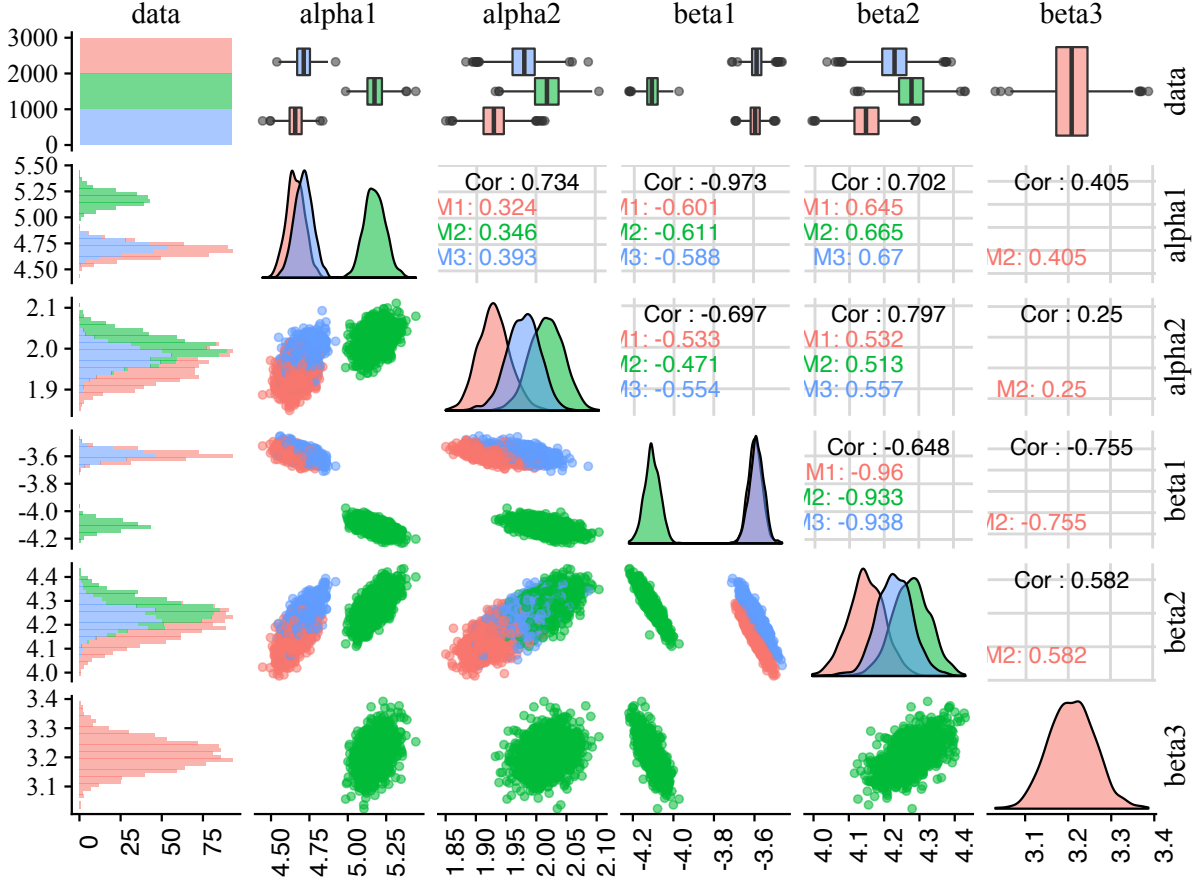 data alpha1 alpha2 beta1 beta2 beta3
3000
2000
1000
0
data
5.50
5.25
5.00
4.75
4.50
Cor : 0.734
M1: 0.324
M2: 0.346
M3: 0.393
Cor : -0.973
M1: -0.601
M2: -0.611
M3: -0.588
Cor : 0.702
M1: 0.645
M2: 0.665
M3: 0.67
Cor : 0.405
M2: 0.405
alpha1
2.1
2.0
1.9
Cor : -0.697
M1: -0.533
M2: -0.471
M3: -0.554
Cor : 0.797
M1: 0.532
M2: 0.513
M3: 0.557
Cor : 0.25
M2: 0.25
alpha2
-3.6
-3.8
-4.0
-4.2
Cor : -0.648
M1: -0.96
M2: -0.933
M3: -0.938
Cor : -0.755
M2: -0.755
beta1
4.4
4.3
4.2
4.1
4.0
Cor : 0.582
M2: 0.582
beta2
3.4
3.3
3.2
3.1
beta3
0 25 50 75 4.50 4.75 5.00 5.25 1.85 1.90 1.95 2.00 2.05 2.10 -4.2 -4.0 -3.8 -3.6 4.0 4.1 4.2 4.3 4.4 3.1 3.2 3.3 3.4